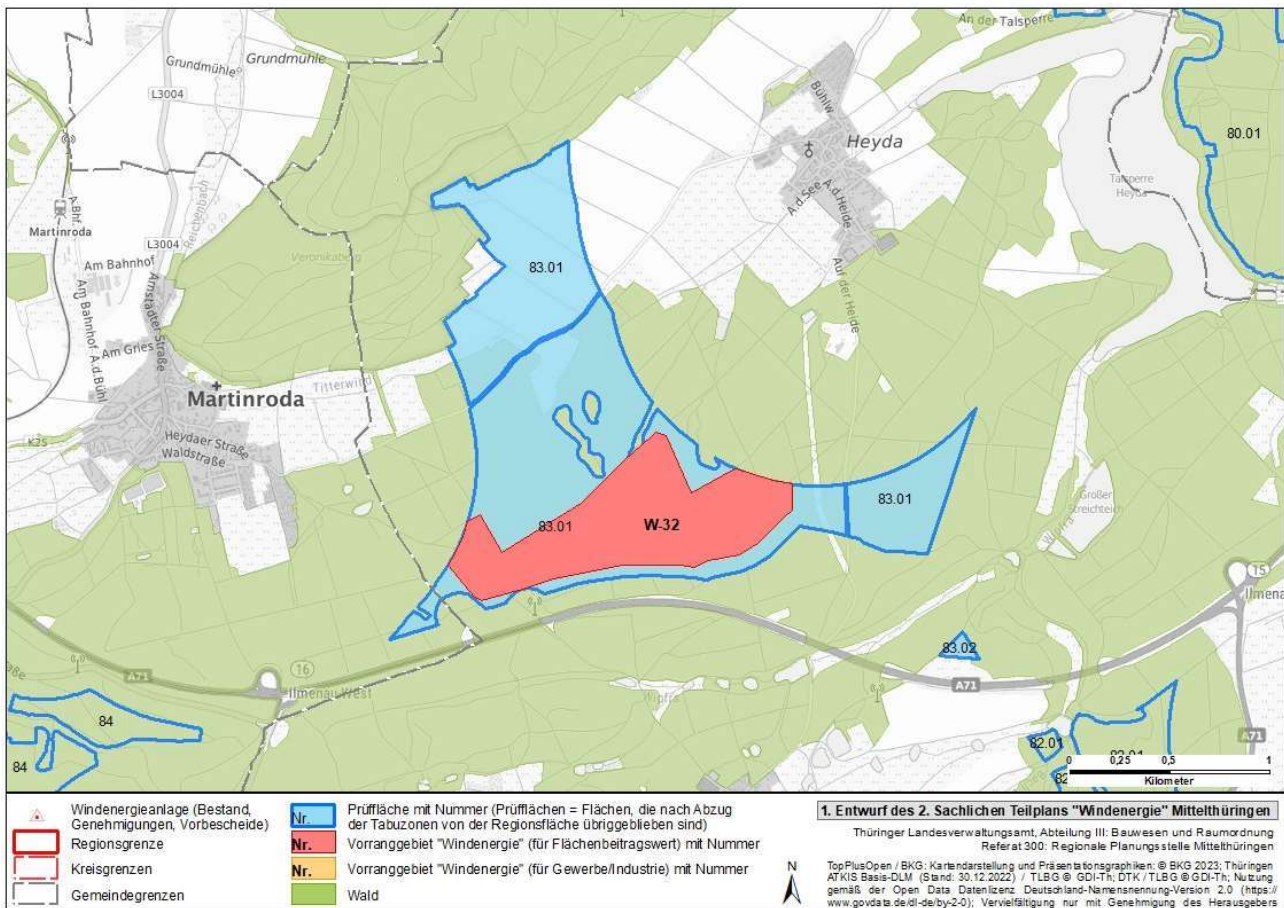 An der Talsperre
Grundmühle
Grundmühle
L3004
Bühlw
Heyda
80.01
A.d.See
A.d.Heide
Talsperre
Heyda
A.Bhf.
Martinroda
Reichenbach
L3004
Am Bahnhof
Veronikaberg
83.01
Auf der Heide
Arnstädter Straße
Am Bahnhof
A.d.Bühl
Am Gries
Titterwind
Martinroda
K25
Heydaer Straße
Waldstraße
83.01
Großer
Streichteich
83.01
W-32
Wipfra
15
Ilmenau
83.02
16
A71
Ilmenau West
Wipfra
A71
84
82.01
A71
84
0 0,25 0,5 1
Kilometer
Windenergieanlage (Bestand,
Genehmigungen, Vorbescheide)
Regionsgrenze
Kreisgrenzen
Gemeindegrenzen
Nr. Prüffläche mit Nummer (Prüfflächen = Flächen, die nach Abzug
der Tabuzonen von der Regionsfläche übriggeblieben sind)
Nr. Vorranggebiet "Windenergie" (für Flächenbeitragswert) mit Nummer
Nr. Vorranggebiet "Windenergie" (für Gewerbe/Industrie) mit Nummer
Wald
1. Entwurf des 2. Sachlichen Teilplans "Windenergie" Mittelthüringen
Thüringer Landesverwaltungsamt, Abteilung III: Bauwesen und Raumordnung
Referat 300: Regionale Planungsstelle Mittelthüringen
N
TopPlusOpen / BKG; Kartendarstellung und Präsentationsgraphiken: © BKG 2023; Thüringen
ATKIS Basis-DLM (Stand: 30.12.2022) / TLBG © GDI-Th; DTK / TLBG © GDI-Th; Nutzung
gemäß der Open Data Datenlizenz Deutschland-Namensnennung-Version 2.0 (https://
www.govdata.de/dl-de/by-2-0); Vervielfältigung nur mit Genehmigung des Herausgebers